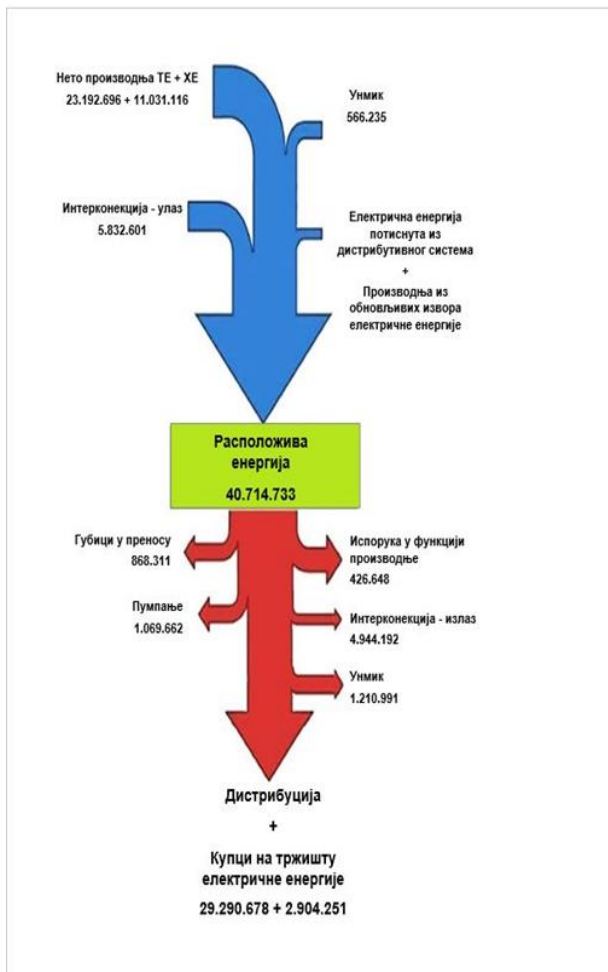 Нето производња ТЕ + ХЕ
23.192.696 + 11.031.116
Унмик
566.235
Интерконекција - улаз
5.832.601
Електрична енергија
потиснута из
дистрибутивног система
+
Производња из
обновљивих извора
електричне енергије
Расположива
енергија
40.714.733
Губици у преносу
868.311
Испорука у функцији
производње
426.648
Пумпање
1.069.662
Интерконекција - излаз
4.944.192
Унмик
1.210.991
Дистрибуција
+
Купци на тржишту
електричне енергије
29.290.678 + 2.904.251